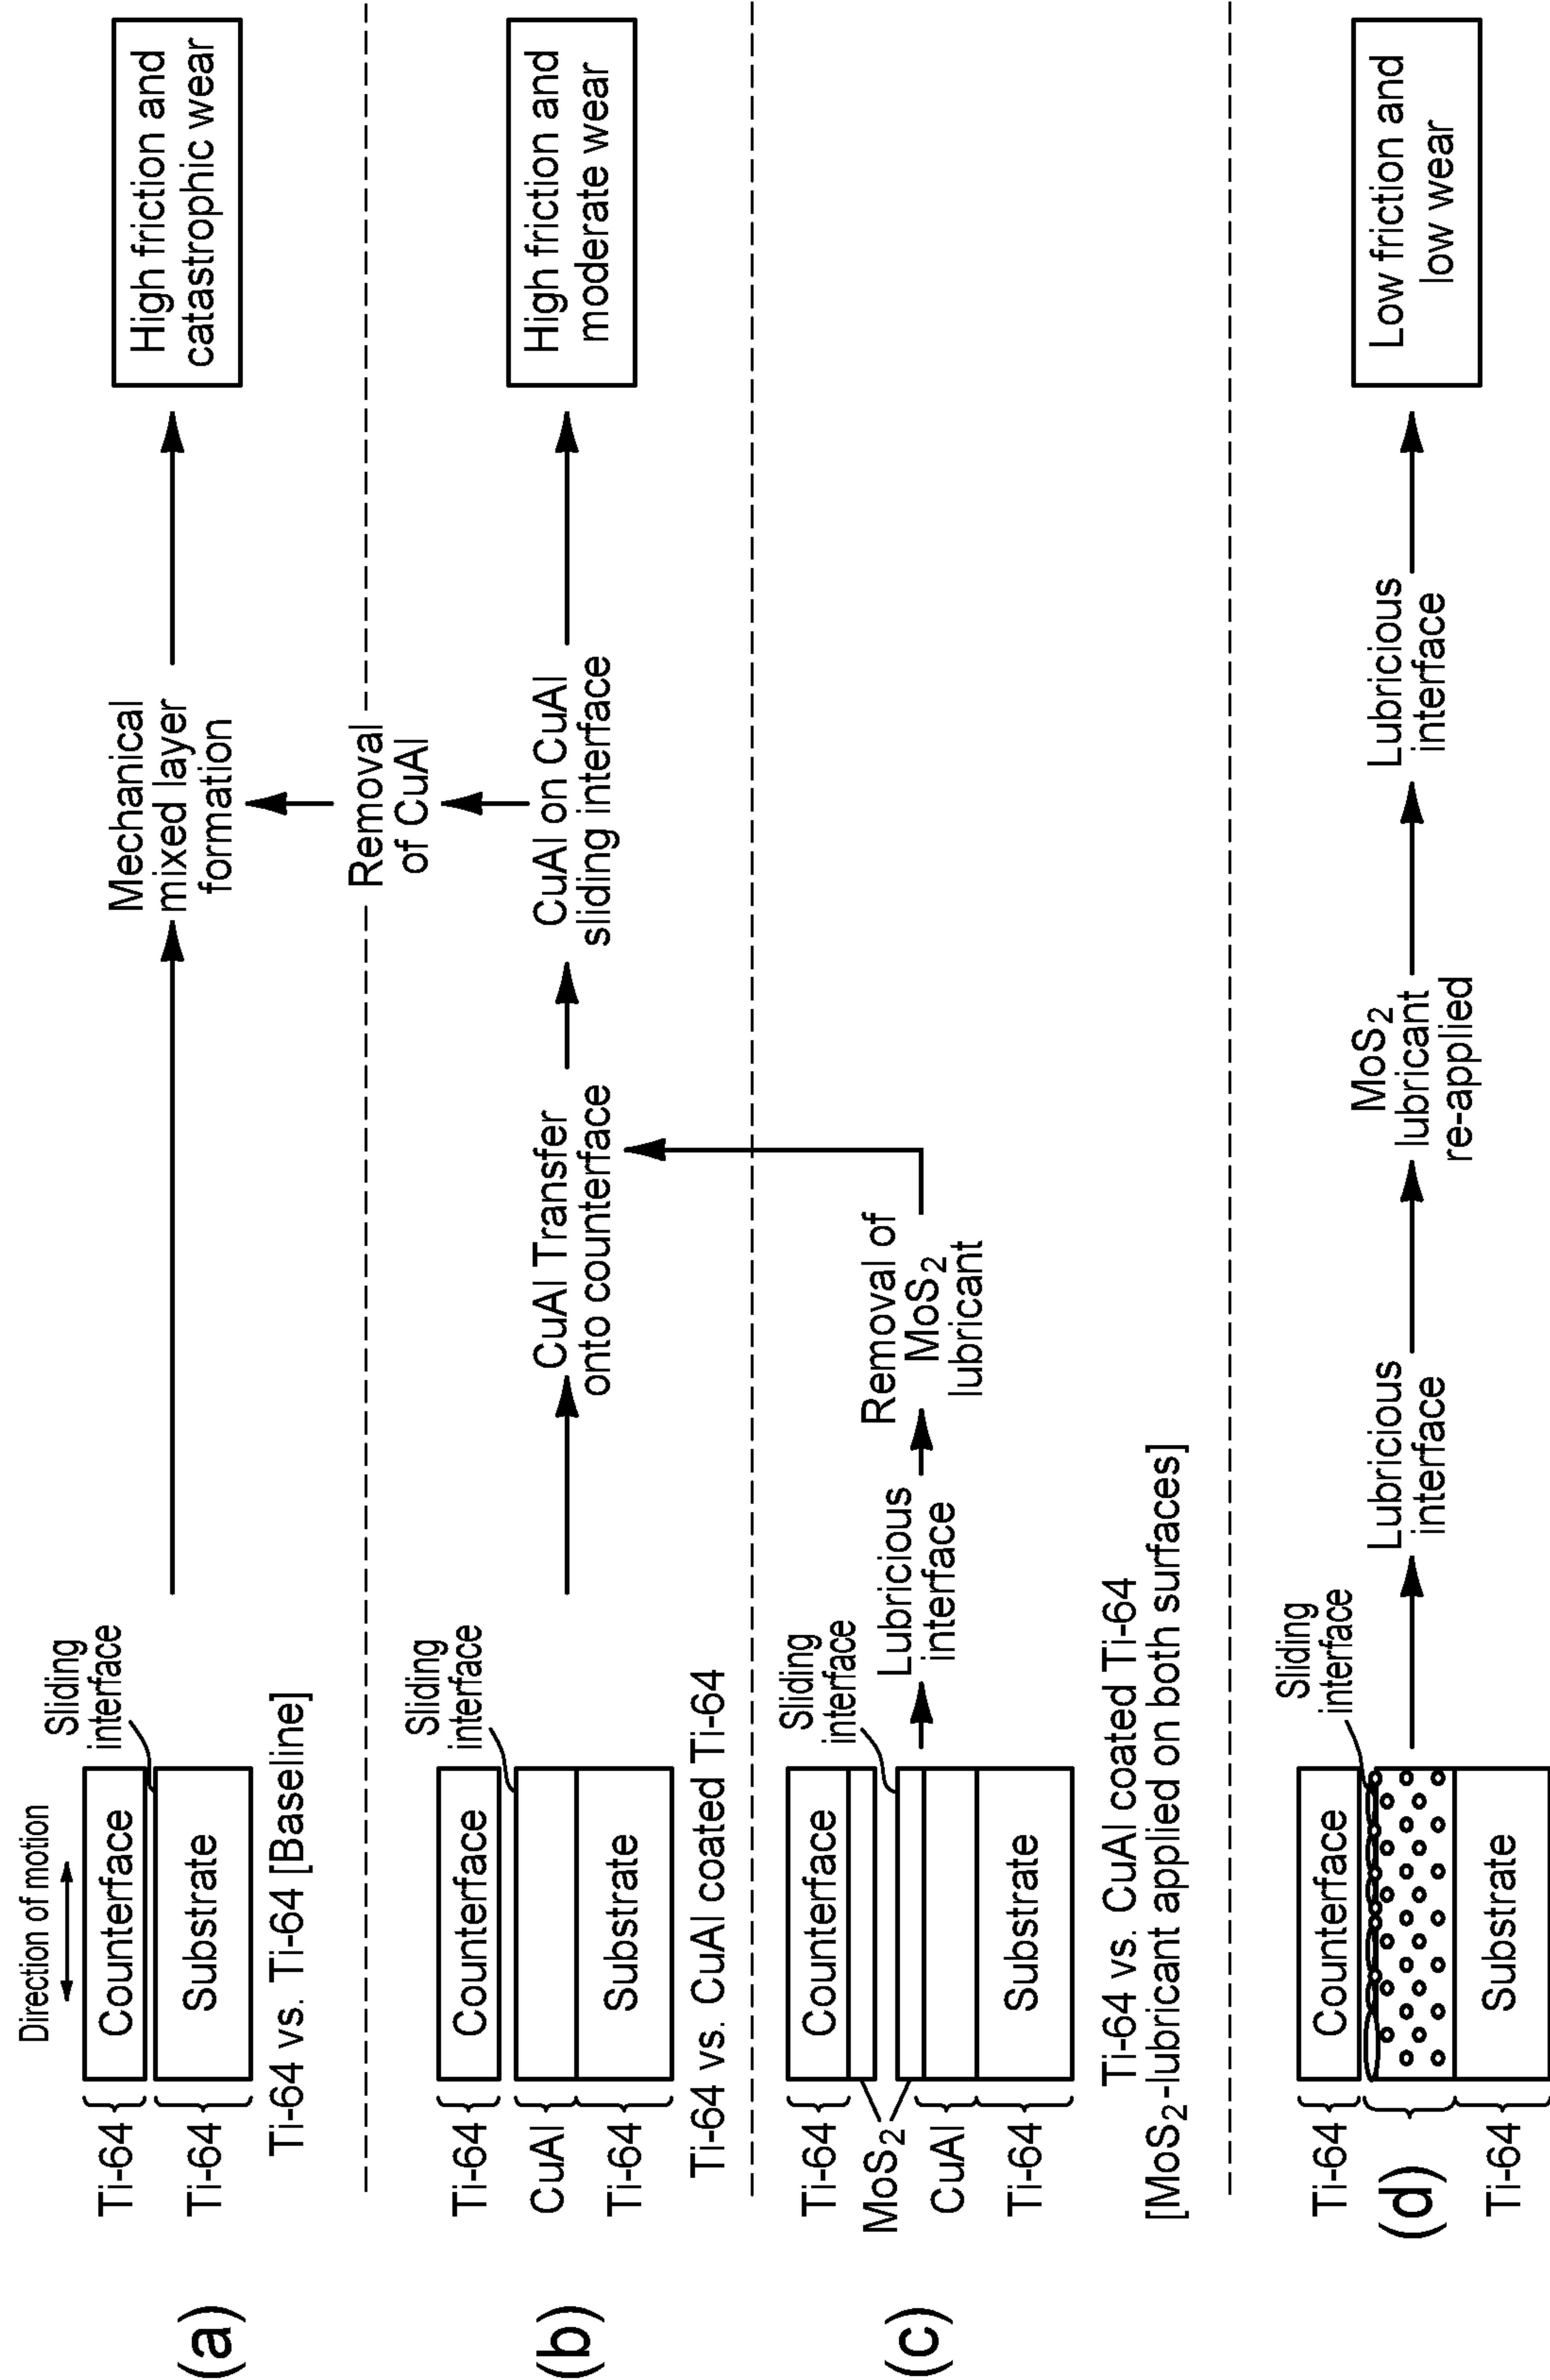 Direction of motion
Sliding
interface
Ti-64
Counterface
Ti-64
Substrate
(a)
Ti-64 vs. Ti-64 [Baseline]
Mechanical
mixed layer
formation
High friction and
catastrophic wear
Removal
of CuAl
Sliding
interface
Ti-64
Counterface
CuAl
Ti-64
Substrate
(b)
Ti-64 vs. CuAl coated Ti-64
CuAl Transfer
onto counterface
CuAl on CuAl
sliding interface
High friction and
moderate wear
Sliding
interface
Ti-64
Counterface
MoS₂
CuAl
Ti-64
Substrate
(c)
Lubricious
interface
Removal of
MoS₂
lubricant
Ti-64 vs. CuAl coated Ti-64
[MoS₂-lubricant applied on both surfaces]
Sliding
interface
Ti-64
Counterface
(d)
Ti-64
Substrate
Lubricious
interface
MoS₂
lubricant
re-applied
Lubricious
interface
Low friction and
low wear